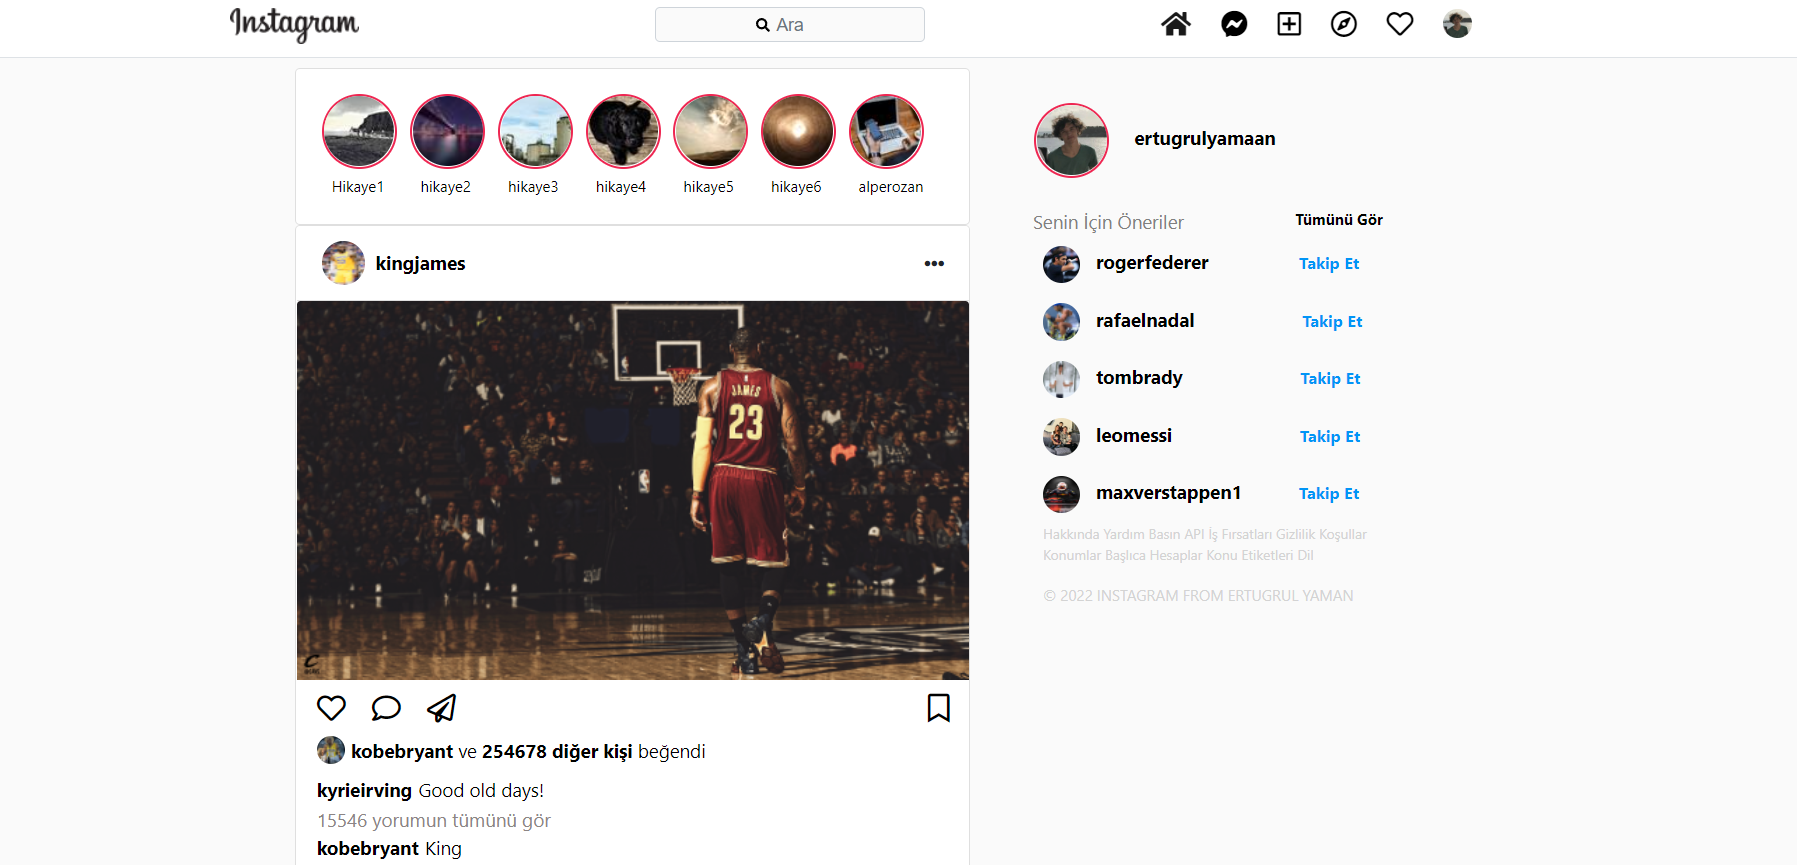 Instagram
Ara
Hikaye1 hikaye2 hikaye3 hikaye4 hikaye5 hikaye6 alperozan
kingjames
JAMES
23
kobebryant ve 254678 diğer kişi beğendi
kyrieirving Good old days!
15546 yorumun tümünü gör
kobebryant King
ertugrulyamaan
Senin İçin Öneriler Tümünü Gör
rogerfederer Takip Et
rafaelnadal Takip Et
tombrady Takip Et
leomessi Takip Et
maxverstappen1 Takip Et
Hakkında Yardım Basın API İş Fırsatları Gizlilik Koşullar
Konumlar Başlıca Hesaplar Konu Etiketleri Dil
© 2022 INSTAGRAM FROM ERTUGRUL YAMAN